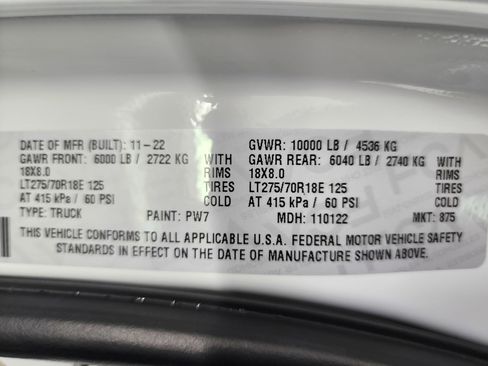 DATE OF MFR (BUILT): 11-22 GVWR: 10000 LB / 4536 KG
GAWR FRONT: 6000 LB / 2722 KG WITH GAWR REAR: 6040 LB / 2740 KG WITH
18X8.0 RIMS 18X8.0 RIMS
LT275/70R18E 125 TIRES LT275/70R18E 125 TIRES
AT 415 kPa / 60 PSI COLD AT 415 kPa / 60 PSI COLD
TYPE: TRUCK PAINT: PW7 MDH: 110122 MKT: 875
THIS VEHICLE CONFORMS TO ALL APPLICABLE U.S.A. FEDERAL MOTOR VEHICLE SAFETY
STANDARDS IN EFFECT ON THE DATE OF MANUFACTURE SHOWN ABOVE.